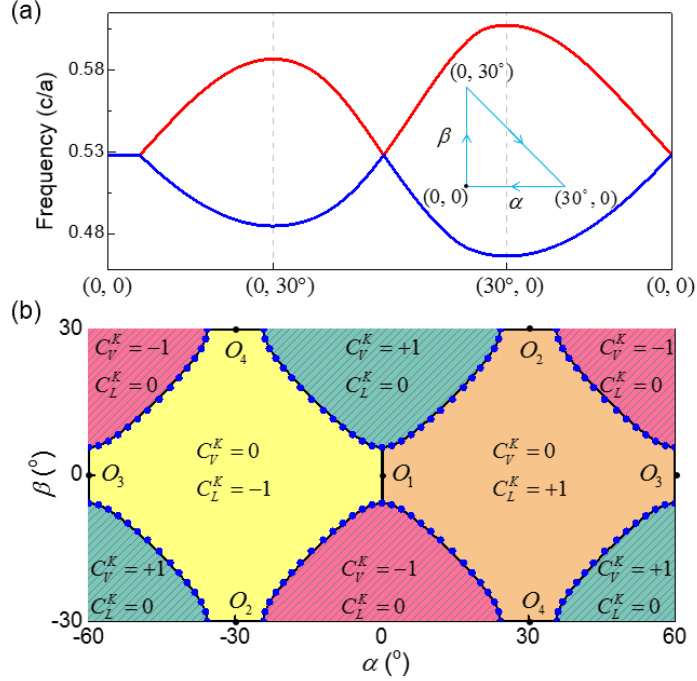 (a)
Frequency (c/a)
0.58
0.53
0.48
(0, 30°)
β
(0, 0)
α
(30°, 0)
(0, 0)
(0, 30°)
(30°, 0)
(0, 0)
(b)
β (°)
30
0
-30
C_V^K = −1
C_L^K = 0
O_4
C_V^K = +1
C_L^K = 0
O_2
C_V^K = −1
C_L^K = 0
O_3
C_V^K = 0
C_L^K = −1
O_1
C_V^K = 0
C_L^K = +1
O_3
C_V^K = +1
C_L^K = 0
O_2
C_V^K = −1
C_L^K = 0
O_4
C_V^K = +1
C_L^K = 0
-60
-30
0
30
60
α (°)